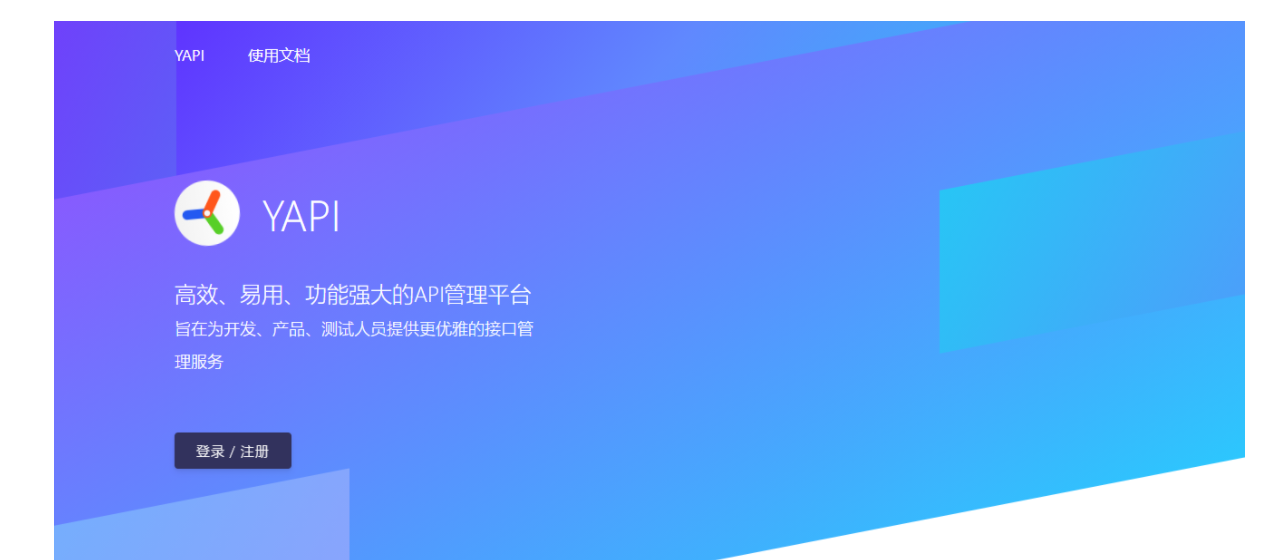 YAPI 使用文档
YAPI
高效、易用、功能强大的API管理平台
旨在为开发、产品、测试人员提供更优雅的接口管
理服务
登录 / 注册